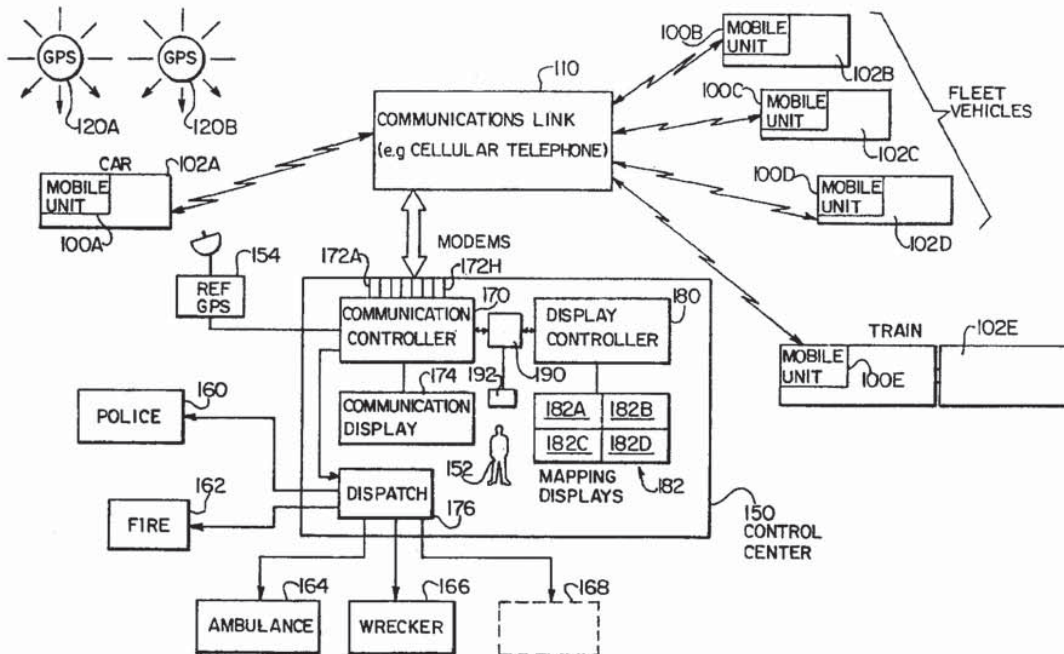 GPS
GPS
120A
120B
CAR
102A
MOBILE
UNIT
100A
110
COMMUNICATIONS LINK
(e.g CELLULAR TELEPHONE)
100B
MOBILE
UNIT
102B
100C
MOBILE
UNIT
102C
100D
MOBILE
UNIT
102D
FLEET
VEHICLES
TRAIN
102E
MOBILE
UNIT
100E
MODEMS
172A
172H
154
REF
GPS
170
COMMUNICATION
CONTROLLER
180
DISPLAY
CONTROLLER
192
190
174
COMMUNICATION
DISPLAY
182A
182B
182C
182D
MAPPING
DISPLAYS
182
152
160
POLICE
DISPATCH
176
150
CONTROL
CENTER
162
FIRE
164
AMBULANCE
166
WRECKER
168